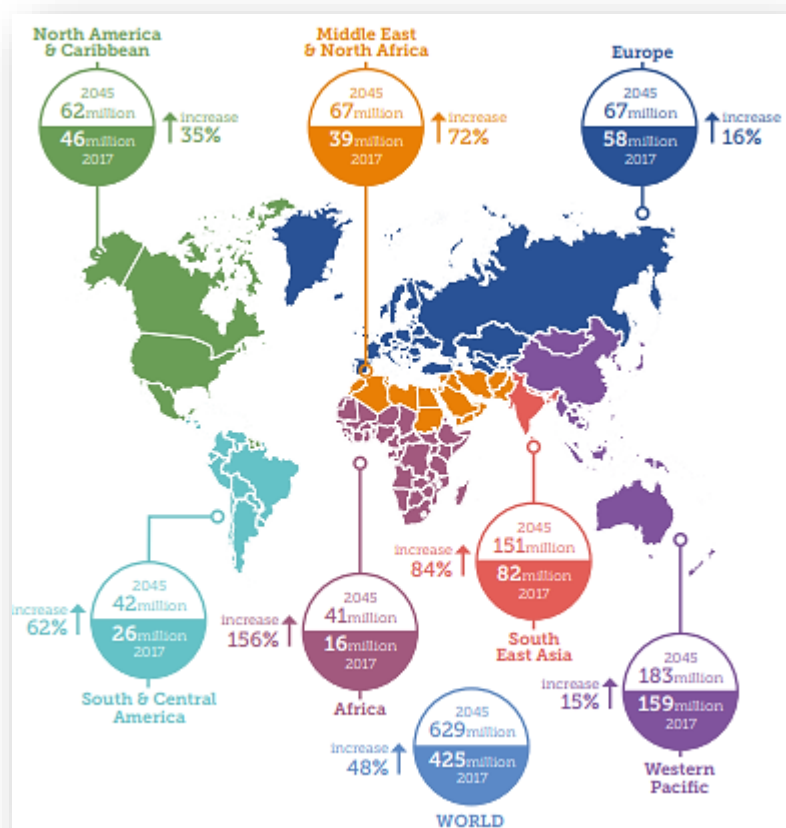 North America
& Caribbean
2045
62million
46million
2017
increase
35%
Middle East
& North Africa
2045
67million
39million
2017
increase
72%
Europe
2045
67million
58million
2017
increase
16%
2045
151million
82million
2017
increase
84%
South
East Asia
2045
42million
26million
2017
increase
62%
South & Central
America
2045
41million
16million
2017
increase
156%
Africa
2045
183million
159million
2017
increase
15%
Western
Pacific
2045
629million
425million
2017
increase
48%
WORLD